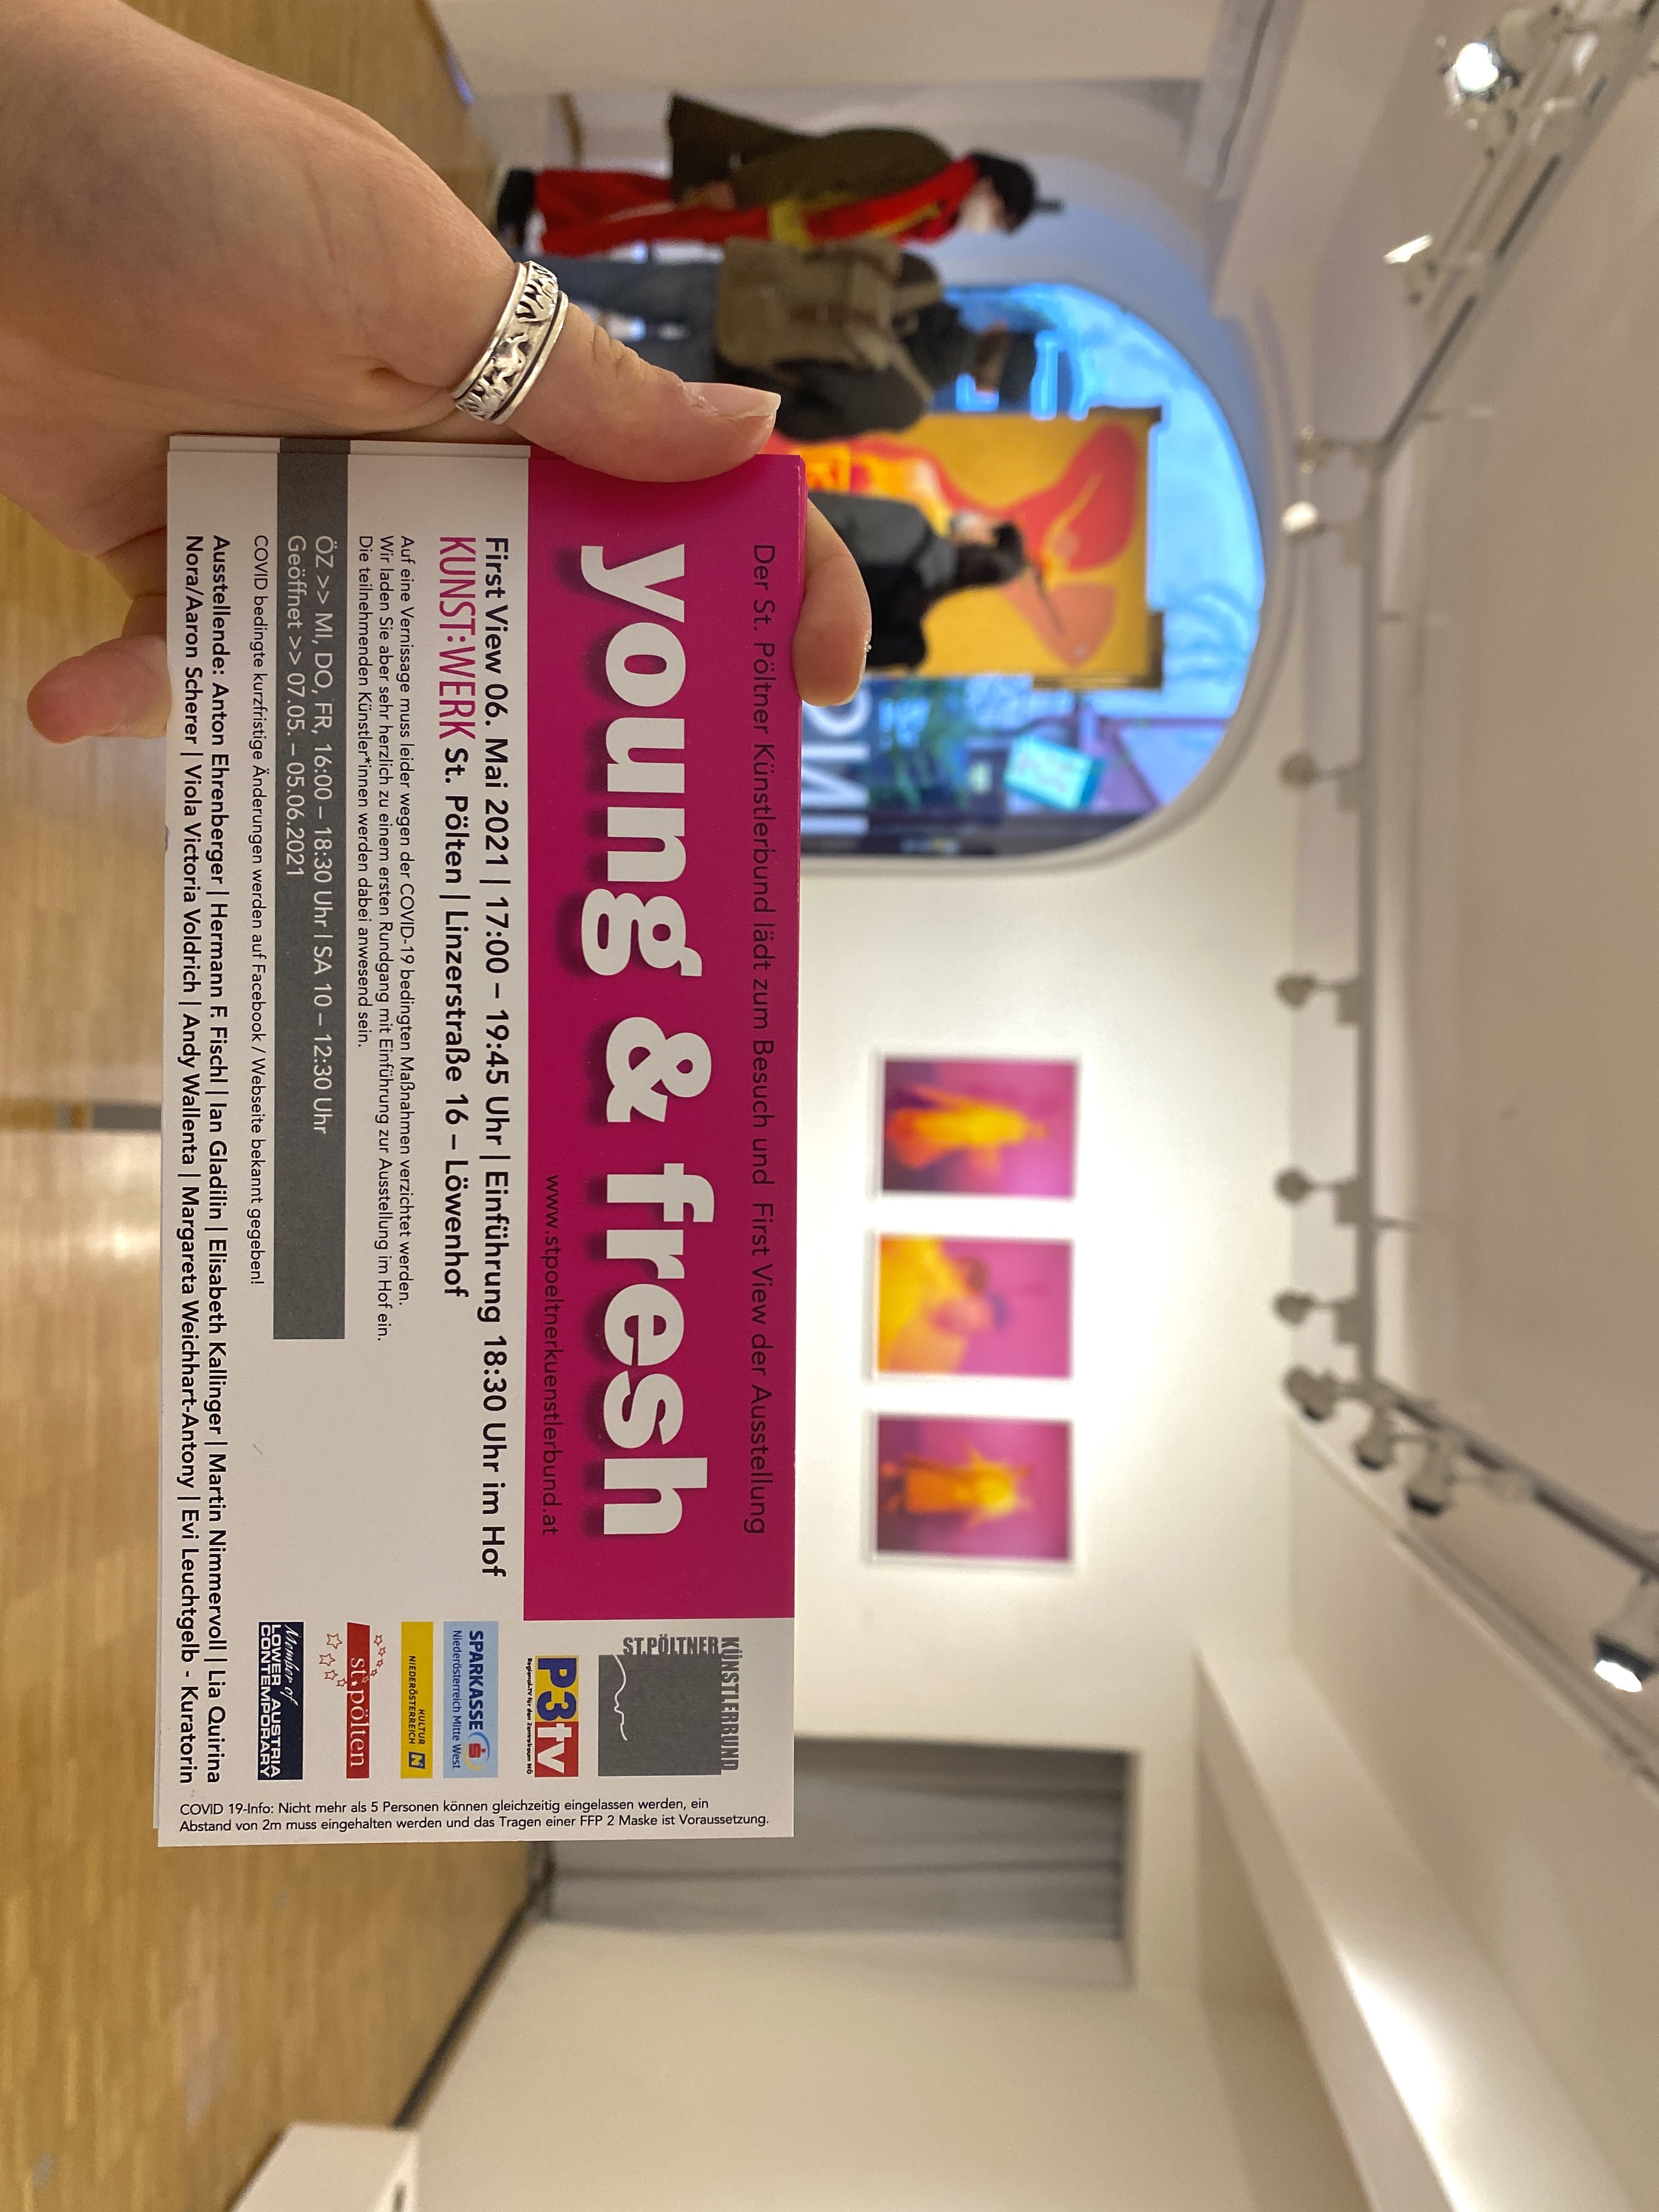 Der St. Pöltner Künstlerbund lädt zum Besuch und First View der Ausstellung
young & fresh
www.stpoeltnerkuenstlerbund.at
First View 06. Mai 2021 | 17:00 – 19:45 Uhr | Einführung 18:30 Uhr im Hof
KUNST:WERK St. Pölten | Linzerstraße 16 – Löwenhof
Auf eine Vernissage muss leider wegen der COVID-19 bedingten Maßnahmen verzichtet werden.
Wir laden Sie aber sehr herzlich zu einem ersten Rundgang mit Einführung zur Ausstellung im Hof ein.
Die teilnehmenden Künstler*innen werden dabei anwesend sein.
ÖZ >> MI, DO, FR, 16:00 – 18:30 Uhr | SA 10 – 12:30 Uhr
Geöffnet >> 07.05. – 05.06.2021
COVID bedingte kurzfristige Änderungen werden auf Facebook / Webseite bekannt gegeben!
Ausstellende: Anton Ehrenberger | Hermann F. Fischl | Ian Gladilin | Elisabeth Kallinger | Martin Nimmervoll | Lia Quirina
Nora/Aaron Scherer | Viola Victoria Voldrich | Andy Wallenta | Margareta Weichhart-Antony | Evi Leuchtgelb - Kuratorin
KÜNSTLERBUND
ST.PÖLTNER
P3tv
Regional-TV für den Zentralraum NÖ
SPARKASSE
Niederösterreich Mitte West
KULTUR
NIEDERÖSTERREICH
st.pölten
Member of
LOWER AUSTRIA
CONTEMPORARY
COVID 19-Info: Nicht mehr als 5 Personen können gleichzeitig eingelassen werden, ein
Abstand von 2m muss eingehalten werden und das Tragen einer FFP 2 Maske ist Voraussetzung.